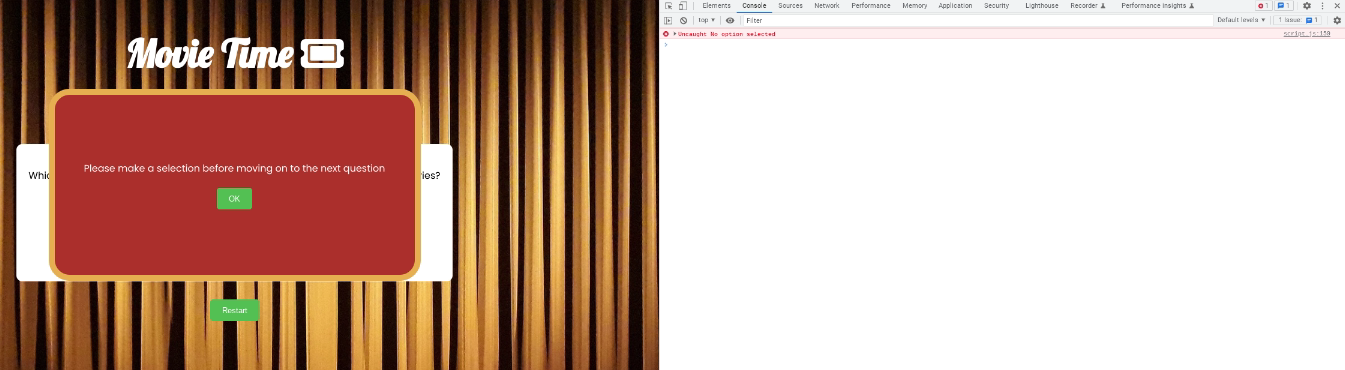 Movie Time
Please make a selection before moving on to the next question
Whic
ries?
OK
Restart
Elements Console Sources Network Performance Memory Application Security Lighthouse Recorder Performance insights 1 1
top ▼ Filter Default levels ▼ 1 Issue: 1
Uncaught No option selected script.js:150